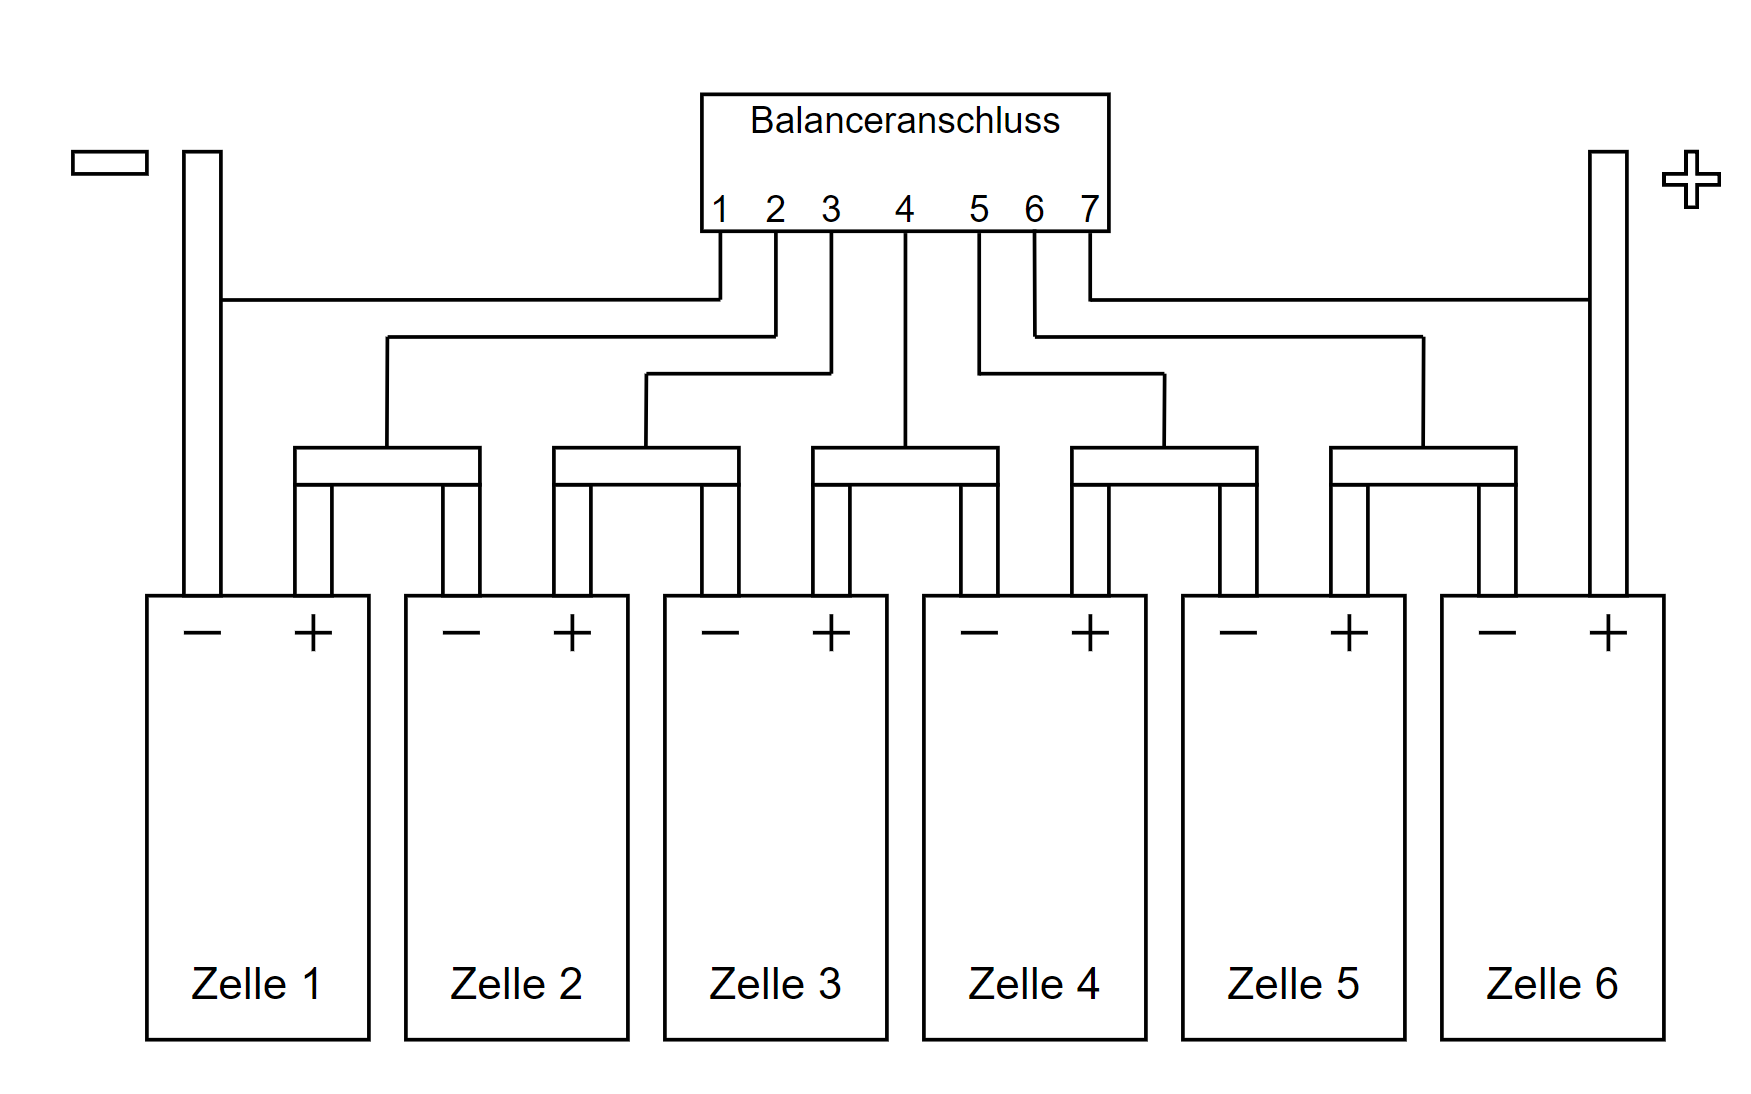 Balanceranschluss
1 2 3 4 5 6 7
− +
− + − + − + − + − + − +
Zelle 1 Zelle 2 Zelle 3 Zelle 4 Zelle 5 Zelle 6